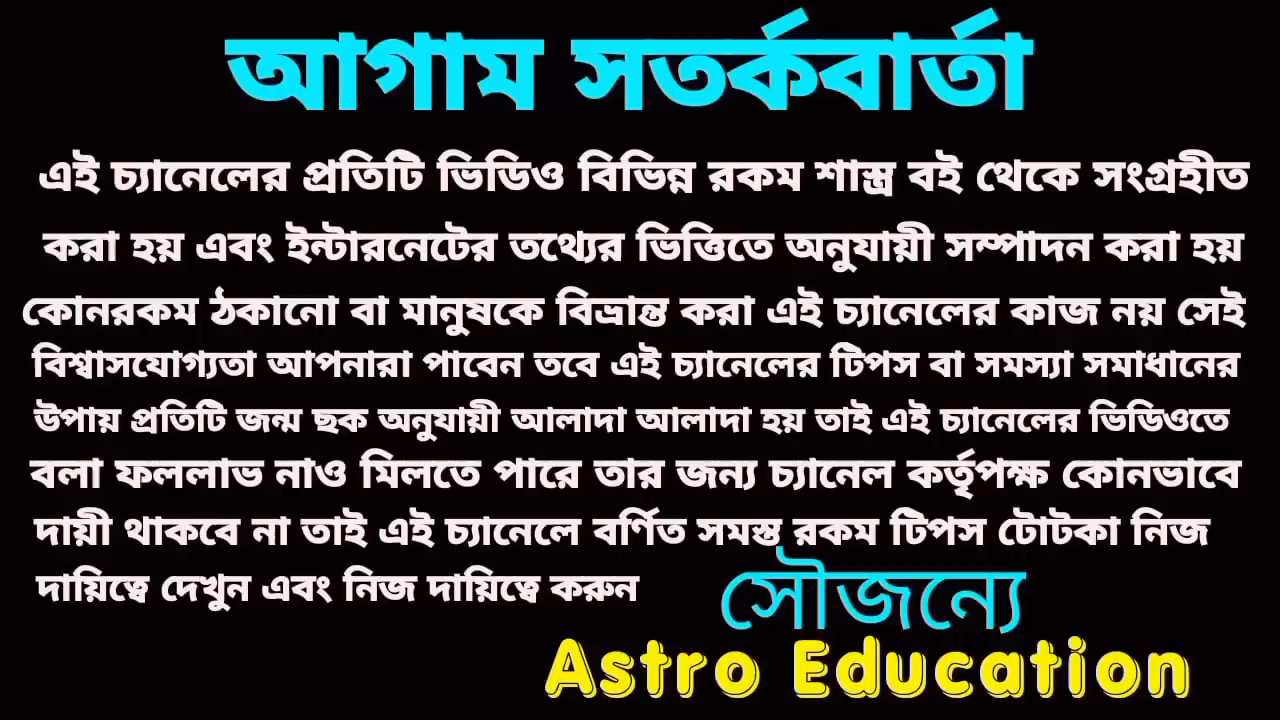 আগাম সতর্কবার্তা
এই চ্যানেলের প্রতিটি ভিডিও বিভিন্ন রকম শাস্ত্র বই থেকে সংগ্রহীত
করা হয় এবং ইন্টারনেটের তথ্যের ভিত্তিতে অনুযায়ী সম্পাদন করা হয়
কোনরকম ঠকানো বা মানুষকে বিভ্রান্ত করা এই চ্যানেলের কাজ নয় সেই
বিশ্বাসযোগ্যতা আপনারা পাবেন তবে এই চ্যানেলের টিপস বা সমস্যা সমাধানের
উপায় প্রতিটি জন্ম ছক অনুযায়ী আলাদা আলাদা হয় তাই এই চ্যানেলের ভিডিওতে
বলা ফললাভ নাও মিলতে পারে তার জন্য চ্যানেল কর্তৃপক্ষ কোনভাবে
দায়ী থাকবে না তাই এই চ্যানেলে বর্ণিত সমস্ত রকম টিপস টোটকা নিজ
দায়িত্বে দেখুন এবং নিজ দায়িত্বে করুন
সৌজন্যে
Astro Education